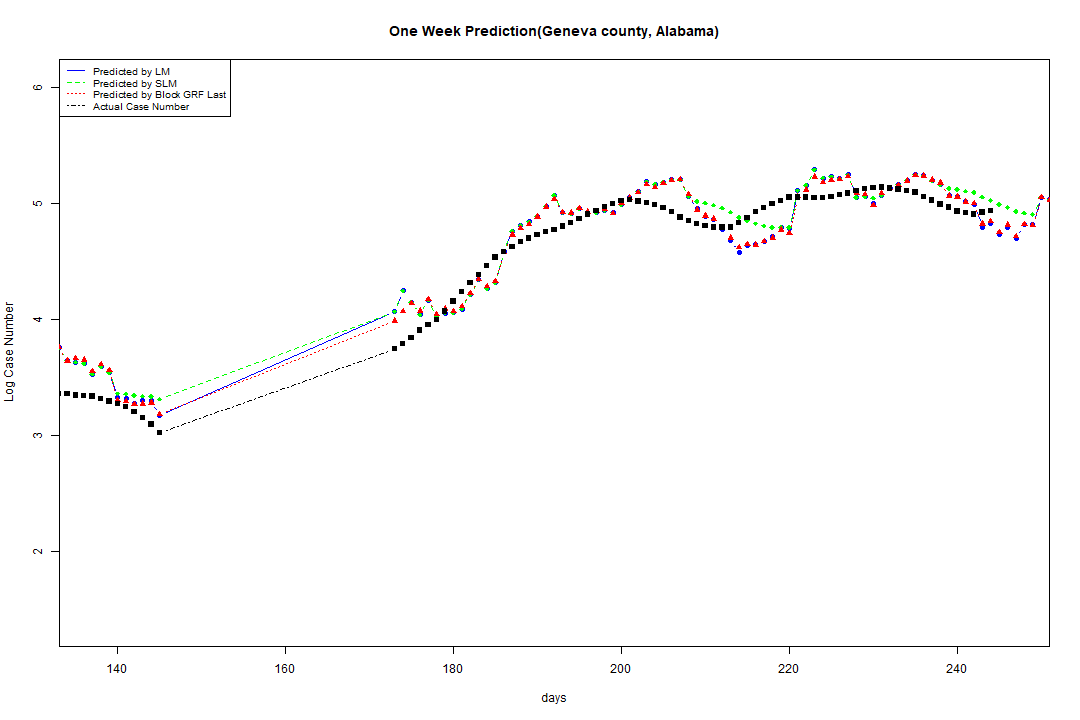 One Week Prediction(Geneva county, Alabama)
Predicted by LM
Predicted by SLM
Predicted by Block GRF Last
Actual Case Number
6
5
4
3
2
Log Case Number
140 160 180 200 220 240
days